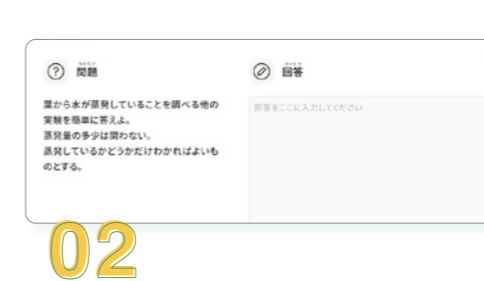 問題
回答
葉から水が蒸発していることを調べる他の
実験を簡単に答えよ。
蒸発量の多少は問わない。
蒸発しているかどうかだけわかればよいも
のとする。
回答をここに入力してください
02